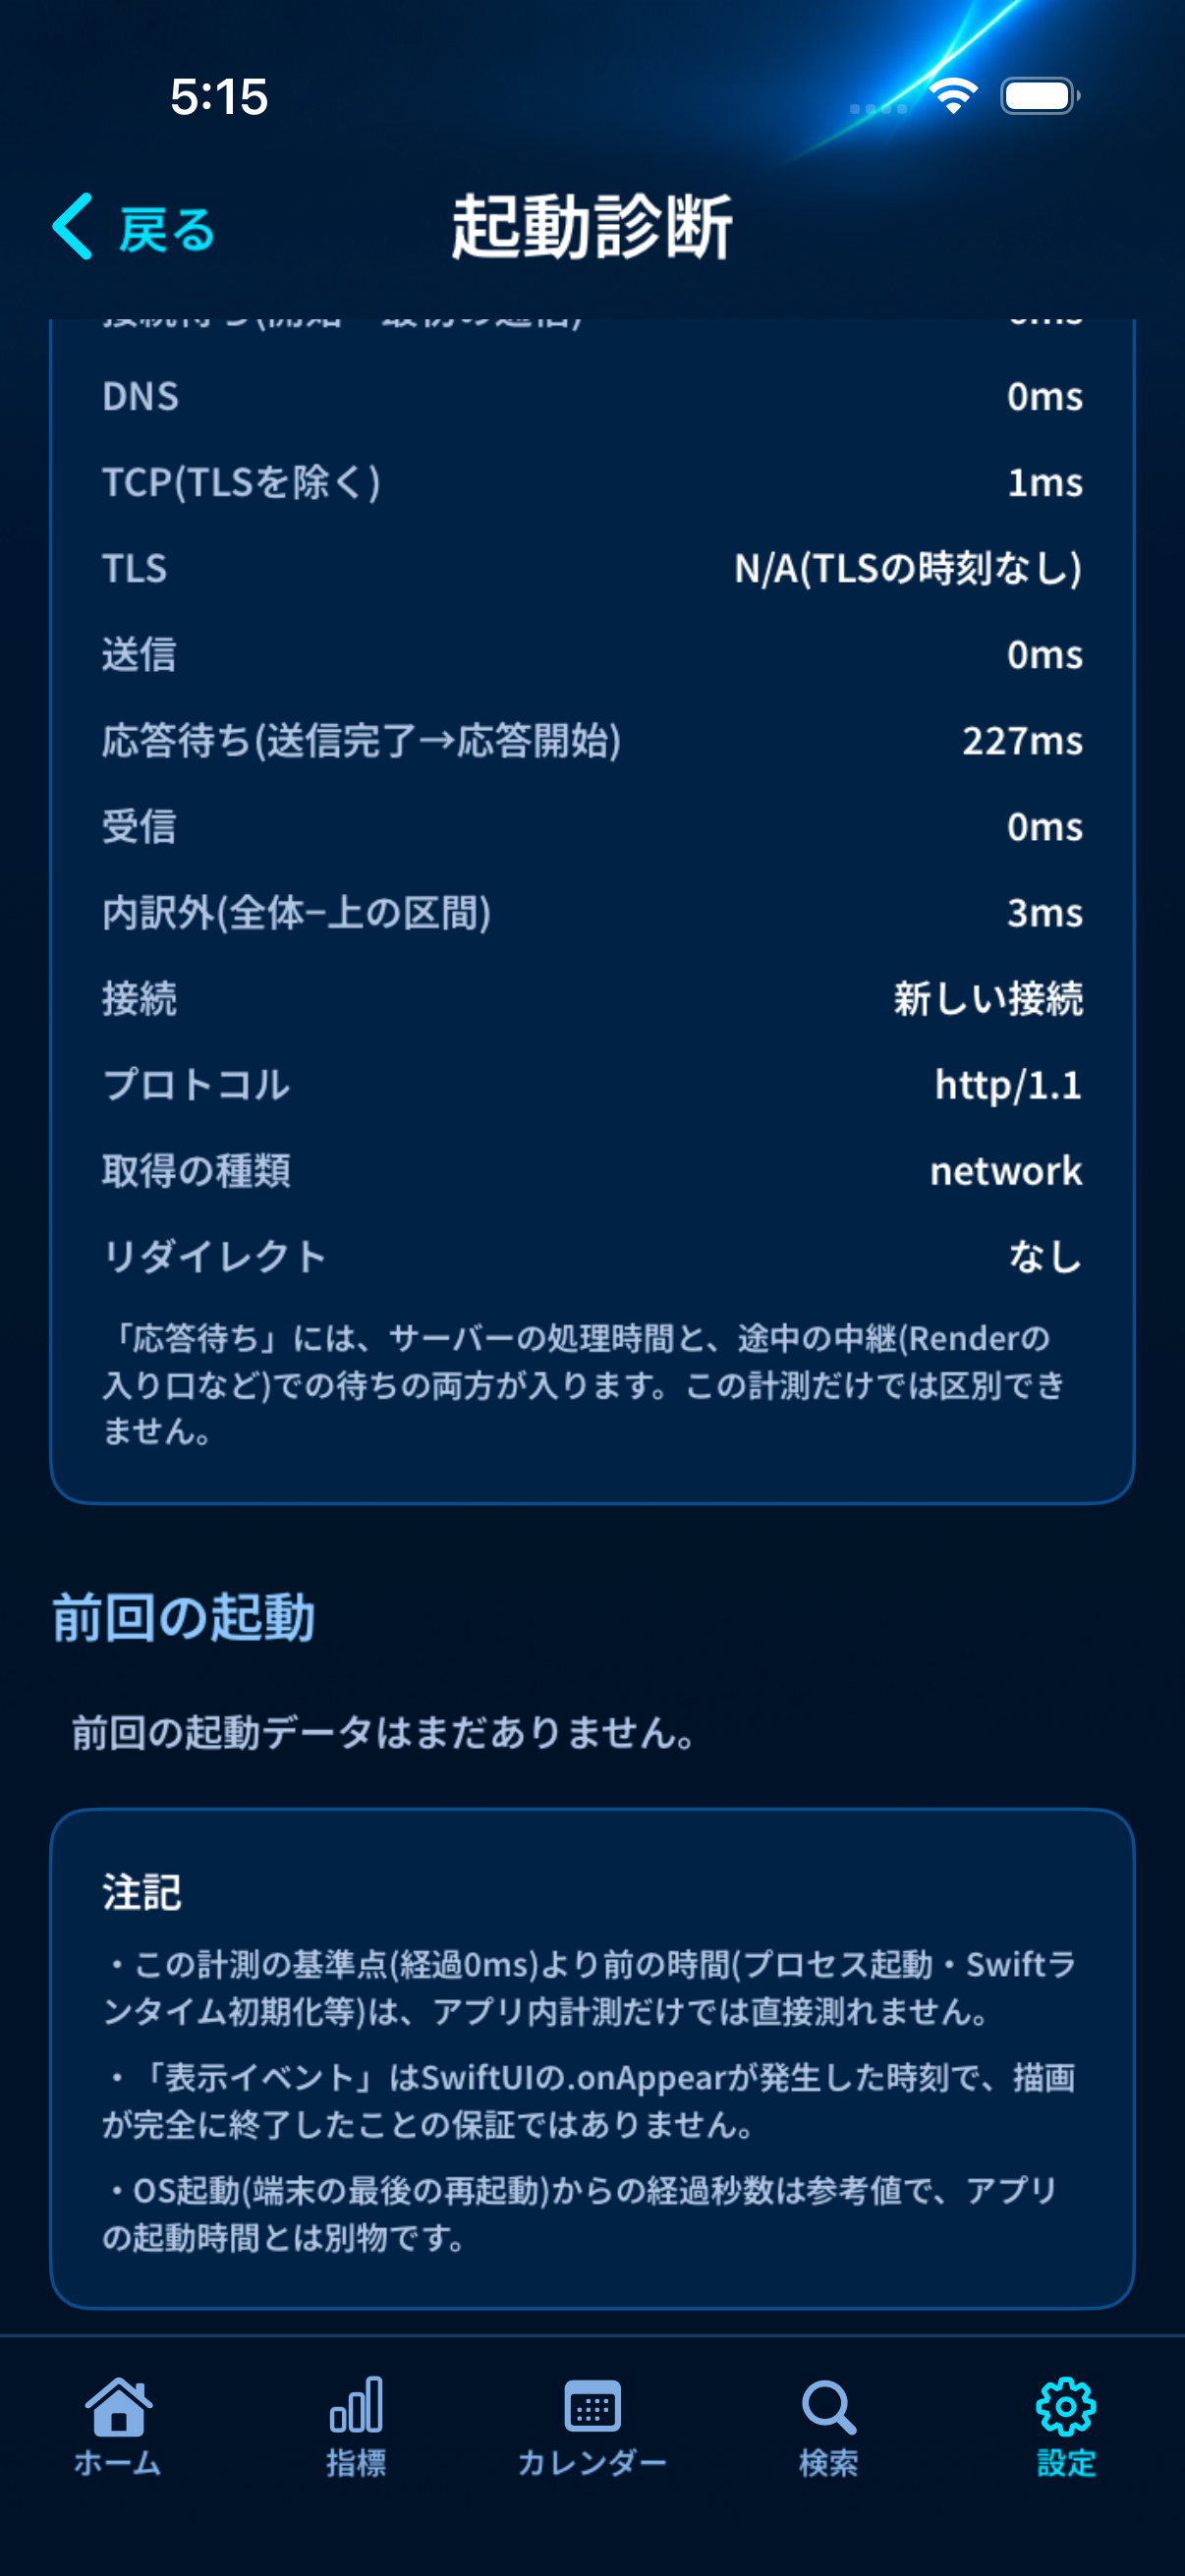 5:15
戻る
起動診断
DNS
0ms
TCP(TLSを除く)
1ms
TLS
N/A(TLSの時刻なし)
送信
0ms
応答待ち(送信完了→応答開始)
227ms
受信
0ms
内訳外(全体−上の区間)
3ms
接続
新しい接続
プロトコル
http/1.1
取得の種類
network
リダイレクト
なし
「応答待ち」には、サーバーの処理時間と、途中の中継(Renderの
入り口など)での待ちの両方が入ります。この計測だけでは区別でき
ません。
前回の起動
前回の起動データはまだありません。
注記
・この計測の基準点(経過0ms)より前の時間(プロセス起動・Swiftラ
ンタイム初期化等)は、アプリ内計測だけでは直接測れません。
・「表示イベント」はSwiftUIの.onAppearが発生した時刻で、描画
が完全に終了したことの保証ではありません。
・OS起動(端末の最後の再起動)からの経過秒数は参考値で、アプリ
の起動時間とは別物です。
ホーム
指標
カレンダー
検索
設定